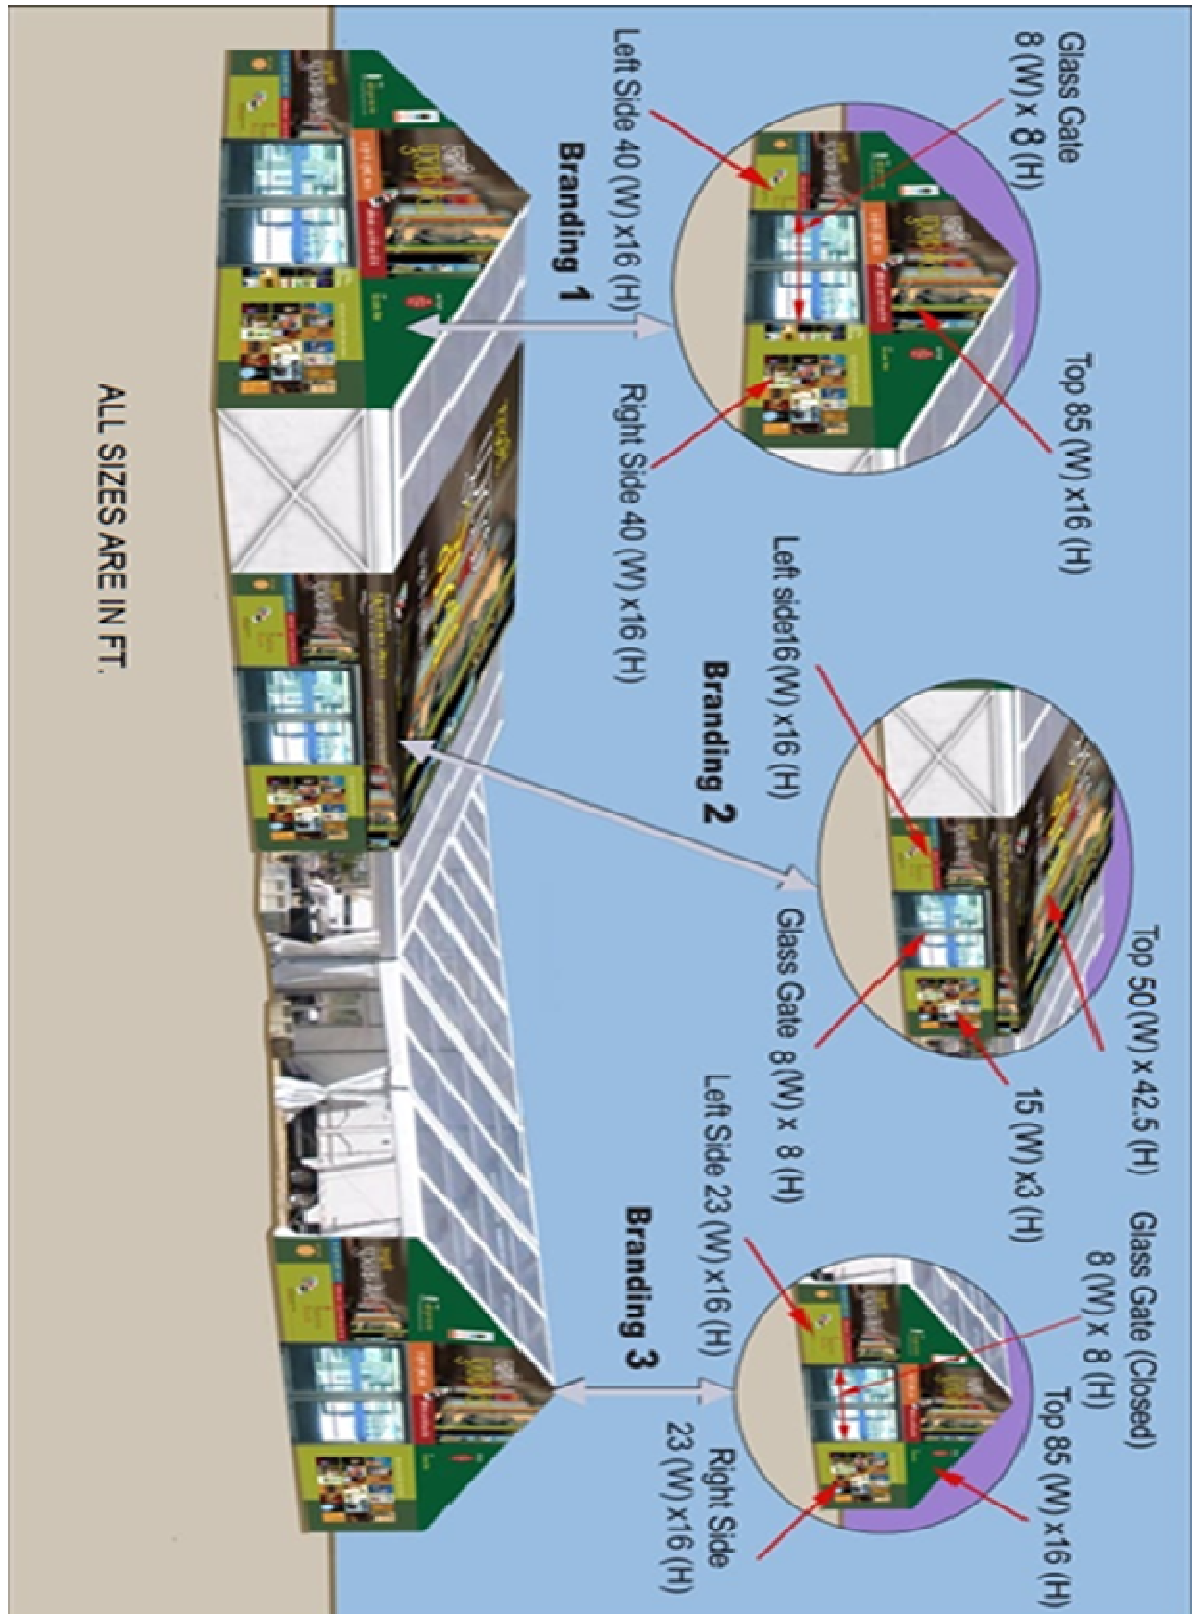 Glass Gate
8 (W) x 8 (H)
Top 85 (W) x16 (H)
Left Side 40 (W) x16 (H)
Right Side 40 (W) x16 (H)
Branding 1
Top 50 (W) x 42.5 (H)
Left side16 (W) x16 (H)
Glass Gate 8 (W) x 8 (H)
15 (W) x3 (H)
Branding 2
Glass Gate (Closed)
8 (W) x 8 (H)
Top 85 (W) x16 (H)
Left Side 23 (W) x16 (H)
Right Side
23 (W) x16 (H)
Branding 3
ALL SIZES ARE IN FT.